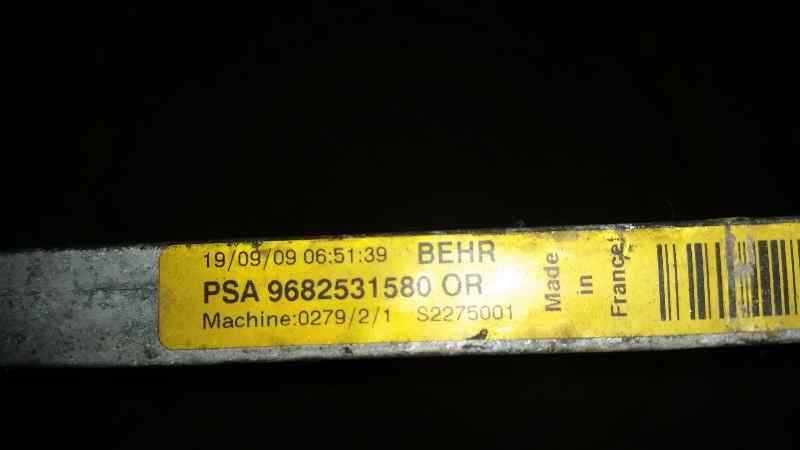 19/09/09 06:51:39 BEHR
PSA 9682531580 OR
Machine:0279/2/1 S2275001
Made
in
France